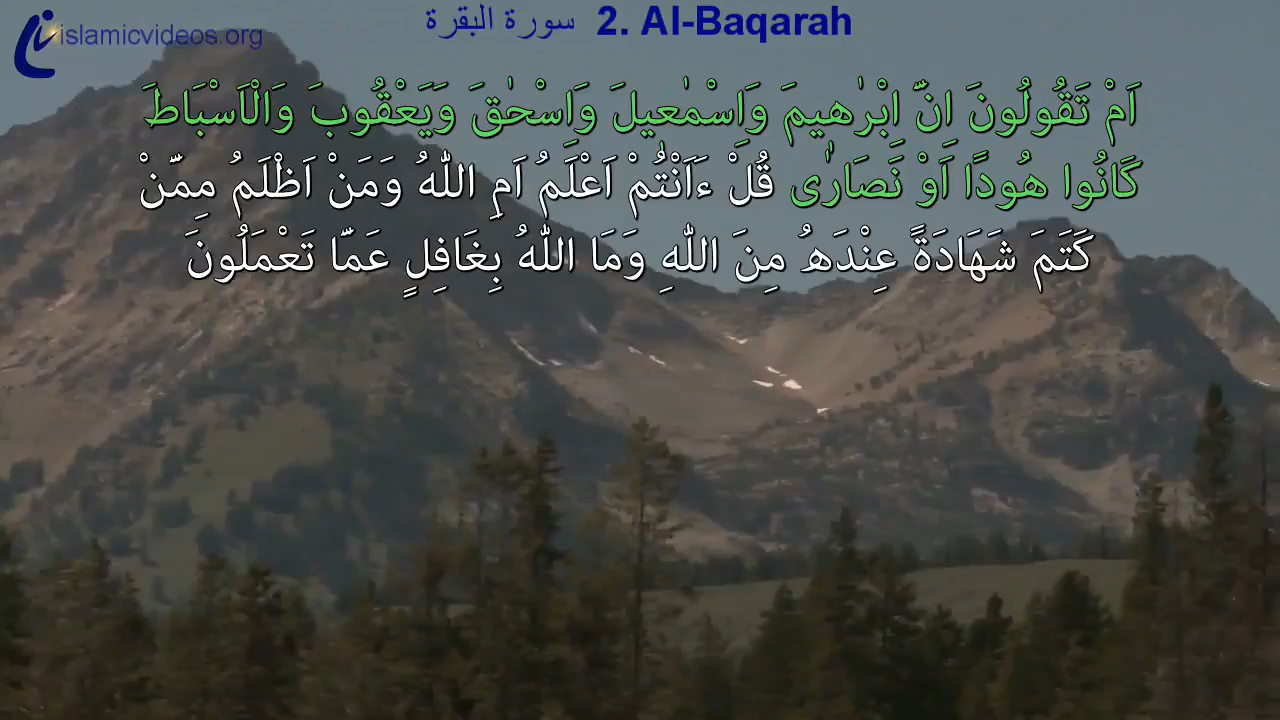 islamicvideos.org
سورة البقرة 2. Al-Baqarah
اَمْ تَقُولُونَ اِنَّ اِبْرٰهٖيمَ وَاِسْمٰعٖيلَ وَاِسْحٰقَ وَيَعْقُوبَ وَالْاَسْبَاطَ
كَانُوا هُودًا اَوْ نَصَارٰى قُلْ ءَاَنْتُمْ اَعْلَمُ اَمِ اللّٰهُ وَمَنْ اَظْلَمُ مِمَّنْ
كَتَمَ شَهَادَةً عِنْدَهُ مِنَ اللّٰهِ وَمَا اللّٰهُ بِغَافِلٍ عَمَّا تَعْمَلُونَ